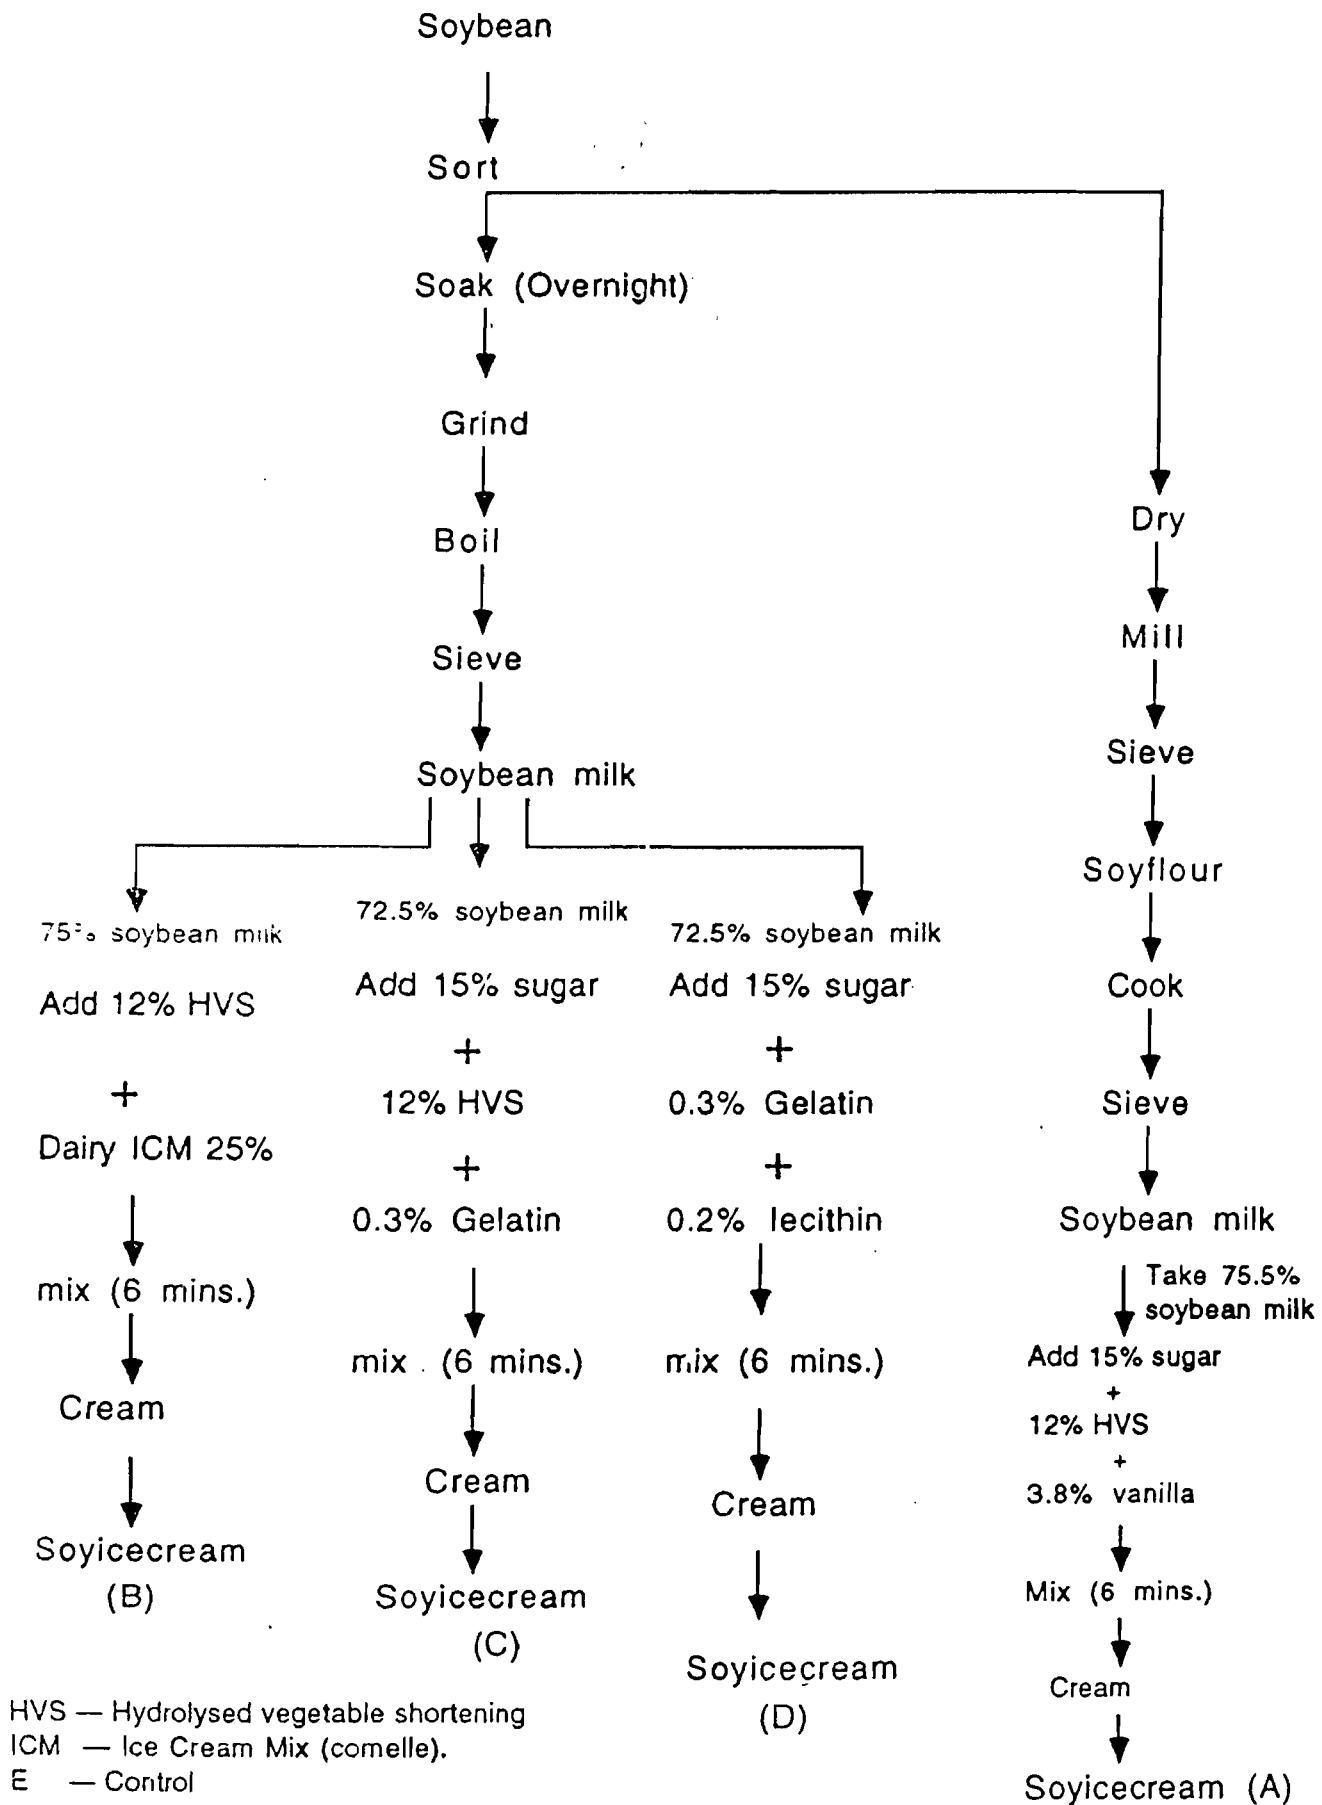 Soybean
Sort
Soak (Overnight)
Grind
Boil
Sieve
Soybean milk
75% soybean milk
Add 12% HVS
+
Dairy ICM 25%
mix (6 mins.)
Cream
Soyicecream
(B)
72.5% soybean milk
Add 15% sugar
+
12% HVS
+
0.3% Gelatin
mix . (6 mins.)
Cream
Soyicecream
(C)
72.5% soybean milk
Add 15% sugar
+
0.3% Gelatin
+
0.2% lecithin
mix (6 mins.)
Cream
Soyicecream
(D)
Dry
Mill
Sieve
Soyflour
Cook
Sieve
Soybean milk
Take 75.5%
soybean milk
Add 15% sugar
+
12% HVS
+
3.8% vanilla
Mix (6 mins.)
Cream
Soyicecream (A)
HVS — Hydrolysed vegetable shortening
ICM — Ice Cream Mix (comelle).
E — Control